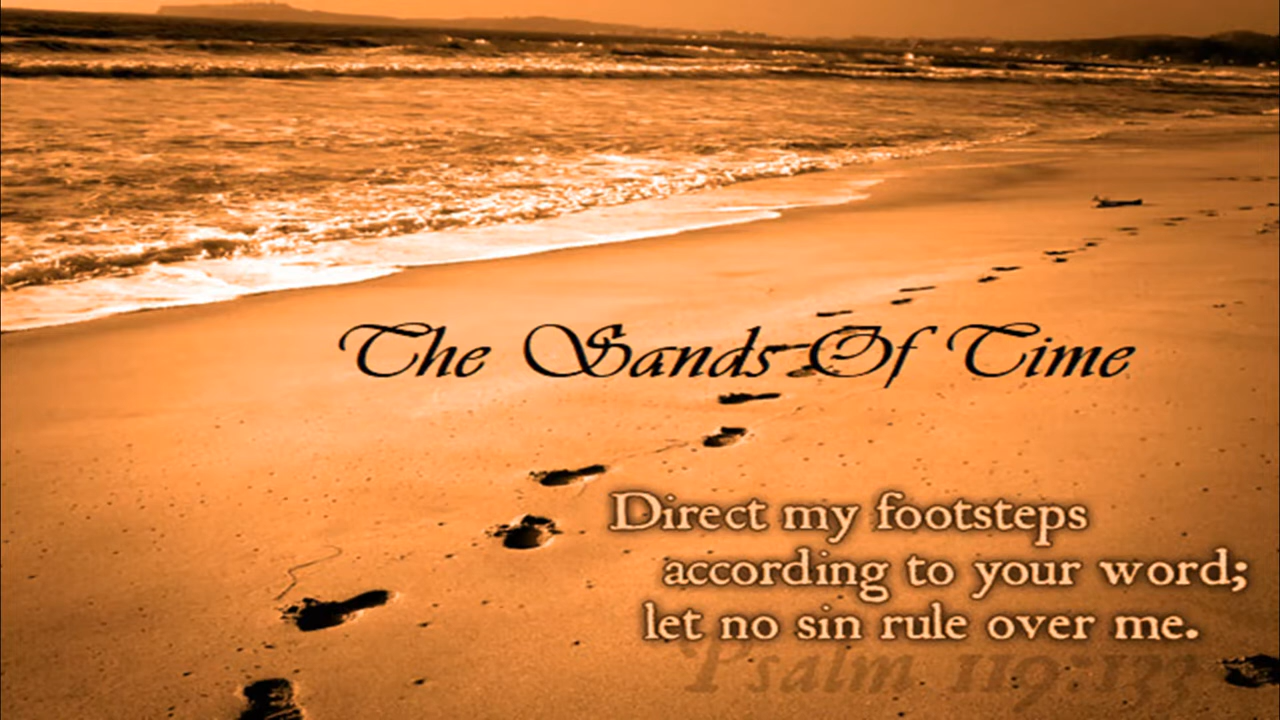 The Sands Of Time
Direct my footsteps
according to your word;
let no sin rule over me.
Psalm 119:133